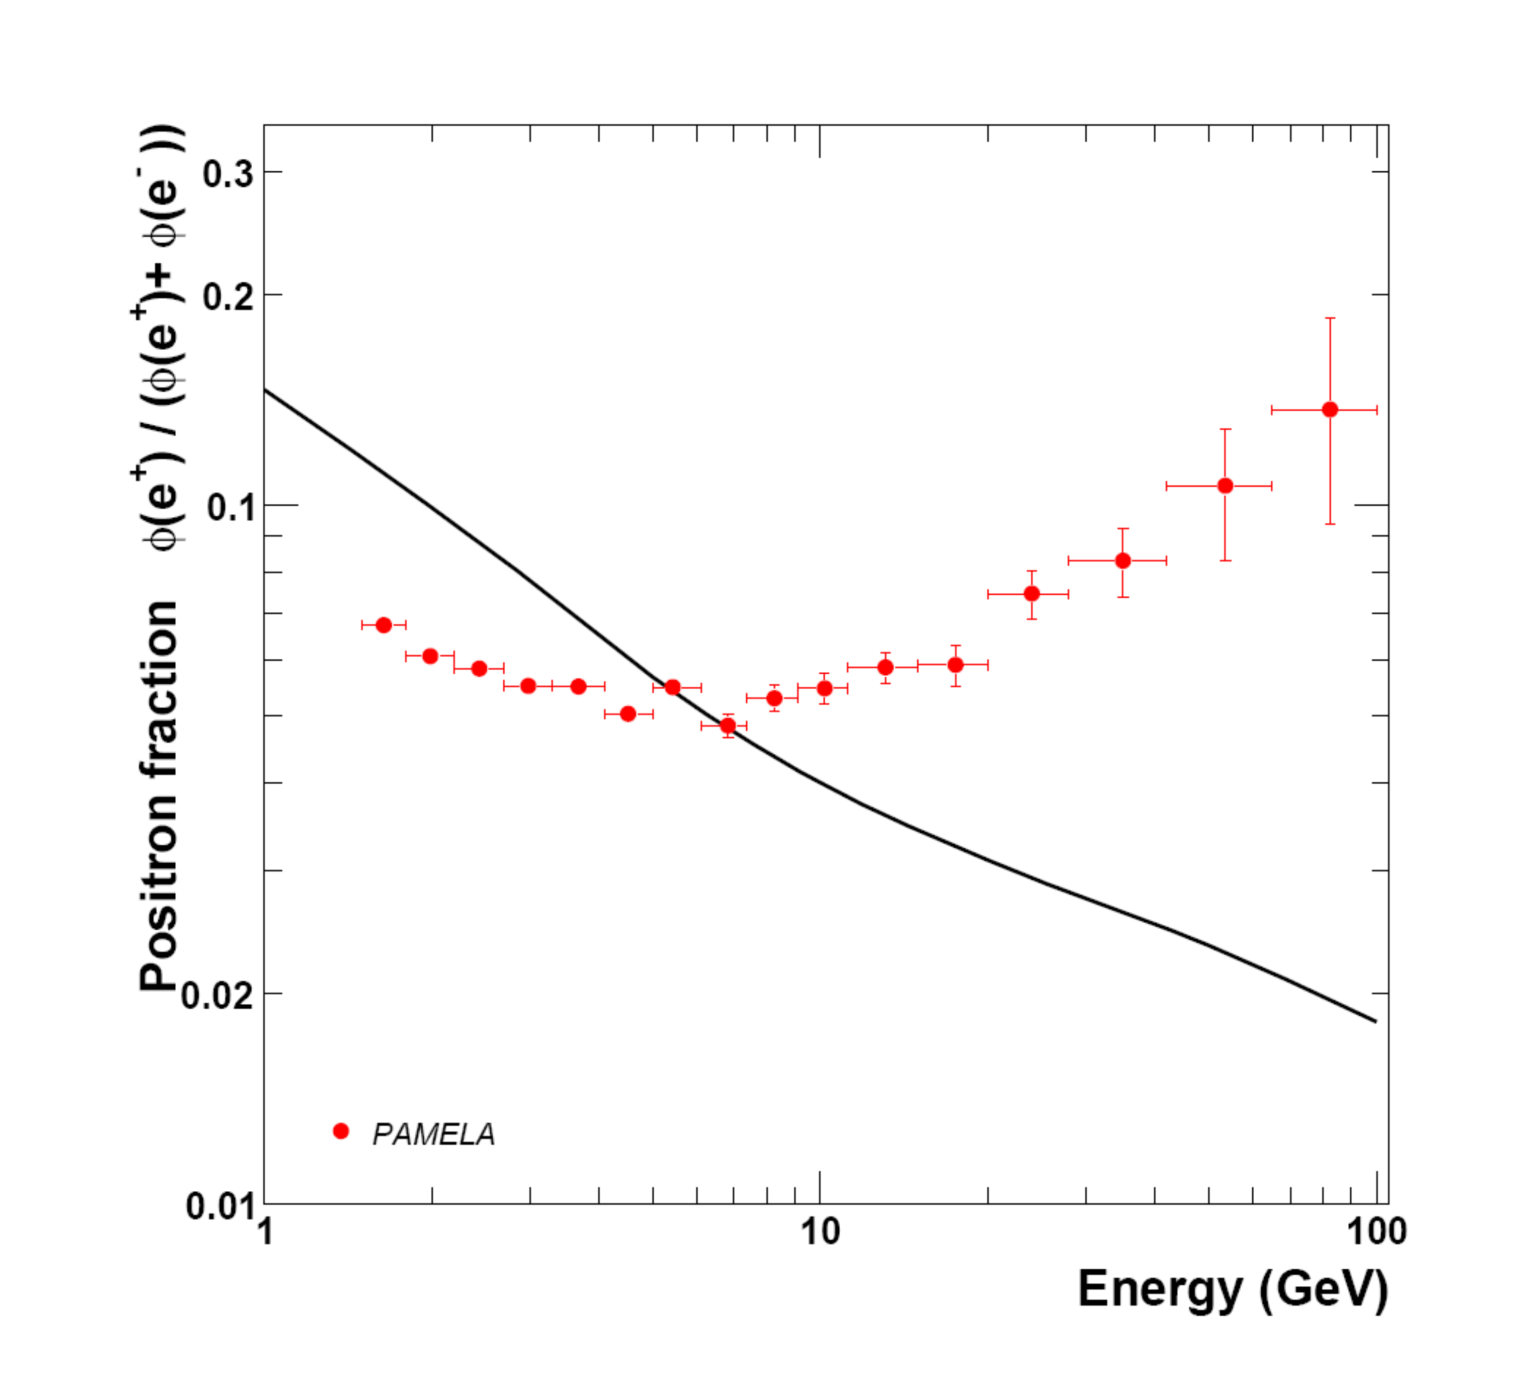 Positron fraction ϕ(e⁺) / (ϕ(e⁺)+ ϕ(e⁻ ))
0.3
0.2
0.1
0.02
0.01
PAMELA
1 10 100
Energy (GeV)